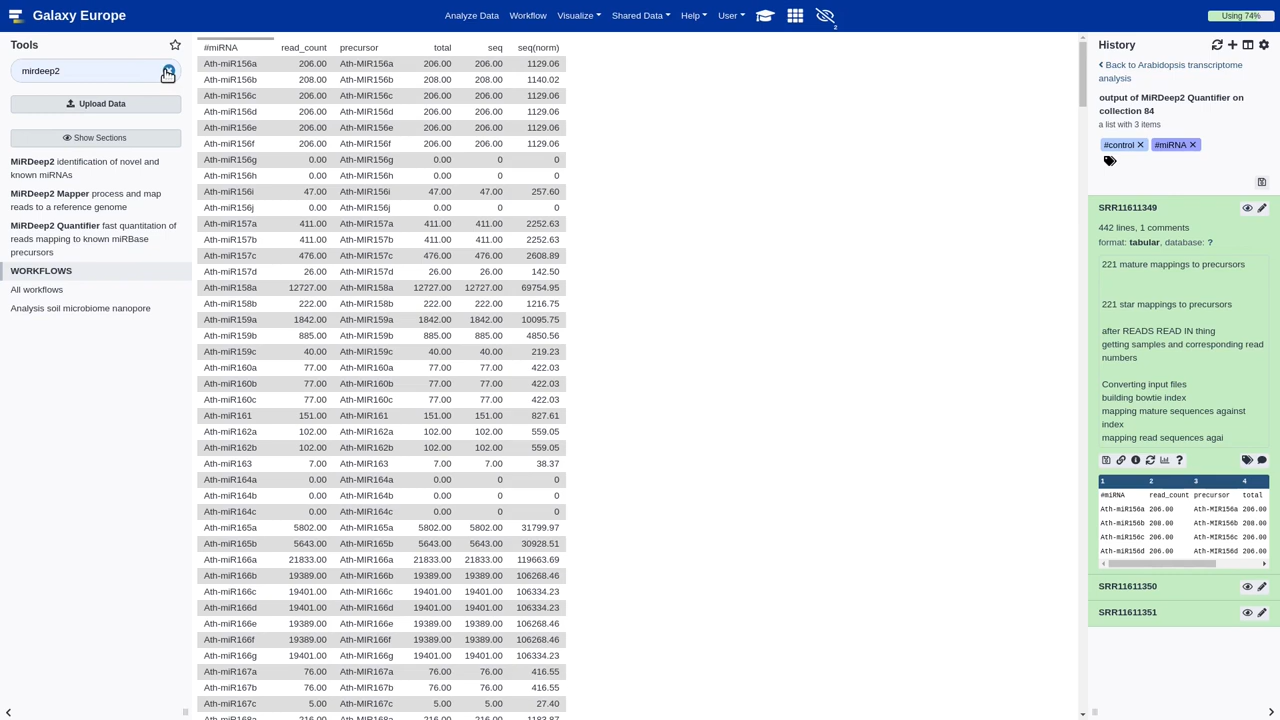 Galaxy Europe
Analyze Data Workflow Visualize Shared Data Help User
2
Using 74%
Tools
mirdeep2
Upload Data
Show Sections
MiRDeep2 identification of novel and
known miRNAs
MiRDeep2 Mapper process and map
reads to a reference genome
MiRDeep2 Quantifier fast quantitation of
reads mapping to known miRBase
precursors
WORKFLOWS
All workflows
Analysis soil microbiome nanopore
#miRNA read_count precursor total seq seq(norm)
Ath-miR156a 206.00 Ath-MIR156a 206.00 206.00 1129.06
Ath-miR156b 208.00 Ath-MIR156b 208.00 208.00 1140.02
Ath-miR156c 206.00 Ath-MIR156c 206.00 206.00 1129.06
Ath-miR156d 206.00 Ath-MIR156d 206.00 206.00 1129.06
Ath-miR156e 206.00 Ath-MIR156e 206.00 206.00 1129.06
Ath-miR156f 206.00 Ath-MIR156f 206.00 206.00 1129.06
Ath-miR156g 0.00 Ath-MIR156g 0.00 0.00 0
Ath-miR156h 0.00 Ath-MIR156h 0.00 0.00 0
Ath-miR156i 47.00 Ath-MIR156i 47.00 47.00 257.60
Ath-miR156j 0.00 Ath-MIR156j 0.00 0.00 0
Ath-miR157a 411.00 Ath-MIR157a 411.00 411.00 2252.63
Ath-miR157b 411.00 Ath-MIR157b 411.00 411.00 2252.63
Ath-miR157c 476.00 Ath-MIR157c 476.00 476.00 2608.89
Ath-miR157d 26.00 Ath-MIR157d 26.00 26.00 142.50
Ath-miR158a 12727.00 Ath-MIR158a 12727.00 12727.00 69754.95
Ath-miR158b 222.00 Ath-MIR158b 222.00 222.00 1216.75
Ath-miR159a 1842.00 Ath-MIR159a 1842.00 1842.00 10095.75
Ath-miR159b 885.00 Ath-MIR159b 885.00 885.00 4850.56
Ath-miR159c 40.00 Ath-MIR159c 40.00 40.00 219.23
Ath-miR160a 77.00 Ath-MIR160a 77.00 77.00 422.03
Ath-miR160b 77.00 Ath-MIR160b 77.00 77.00 422.03
Ath-miR160c 77.00 Ath-MIR160c 77.00 77.00 422.03
Ath-miR161 151.00 Ath-MIR161 151.00 151.00 827.61
Ath-miR162a 102.00 Ath-MIR162a 102.00 102.00 559.05
Ath-miR162b 102.00 Ath-MIR162b 102.00 102.00 559.05
Ath-miR163 7.00 Ath-MIR163 7.00 7.00 38.37
Ath-miR164a 0.00 Ath-MIR164a 0.00 0.00 0
Ath-miR164b 0.00 Ath-MIR164b 0.00 0.00 0
Ath-miR164c 0.00 Ath-MIR164c 0.00 0.00 0
Ath-miR165a 5802.00 Ath-MIR165a 5802.00 5802.00 31799.97
Ath-miR165b 5643.00 Ath-MIR165b 5643.00 5643.00 30928.51
Ath-miR166a 21833.00 Ath-MIR166a 21833.00 21833.00 119663.69
Ath-miR166b 19389.00 Ath-MIR166b 19389.00 19389.00 106268.46
Ath-miR166c 19401.00 Ath-MIR166c 19401.00 19401.00 106334.23
Ath-miR166d 19401.00 Ath-MIR166d 19401.00 19401.00 106334.23
Ath-miR166e 19389.00 Ath-MIR166e 19389.00 19389.00 106268.46
Ath-miR166f 19389.00 Ath-MIR166f 19389.00 19389.00 106268.46
Ath-miR166g 19401.00 Ath-MIR166g 19401.00 19401.00 106334.23
Ath-miR167a 76.00 Ath-MIR167a 76.00 76.00 416.55
Ath-miR167b 76.00 Ath-MIR167b 76.00 76.00 416.55
Ath-miR167c 5.00 Ath-MIR167c 5.00 5.00 27.40
Ath-miR168a 216.00 Ath-MIR168a 216.00 216.00 1183.87
History
Back to Arabidopsis transcriptome
analysis
output of MiRDeep2 Quantifier on
collection 84
a list with 3 items
#control #miRNA
SRR11611349
442 lines, 1 comments
format: tabular, database: ?
221 mature mappings to precursors
221 star mappings to precursors
after READS READ IN thing
getting samples and corresponding read
numbers
Converting input files
building bowtie index
mapping mature sequences against
index
mapping read sequences agai
1 2 3 4
#miRNA read_count precursor total
Ath-miR156a 206.00 Ath-MIR156a 206.00
Ath-miR156b 208.00 Ath-MIR156b 208.00
Ath-miR156c 206.00 Ath-MIR156c 206.00
Ath-miR156d 206.00 Ath-MIR156d 206.00
SRR11611350
SRR11611351